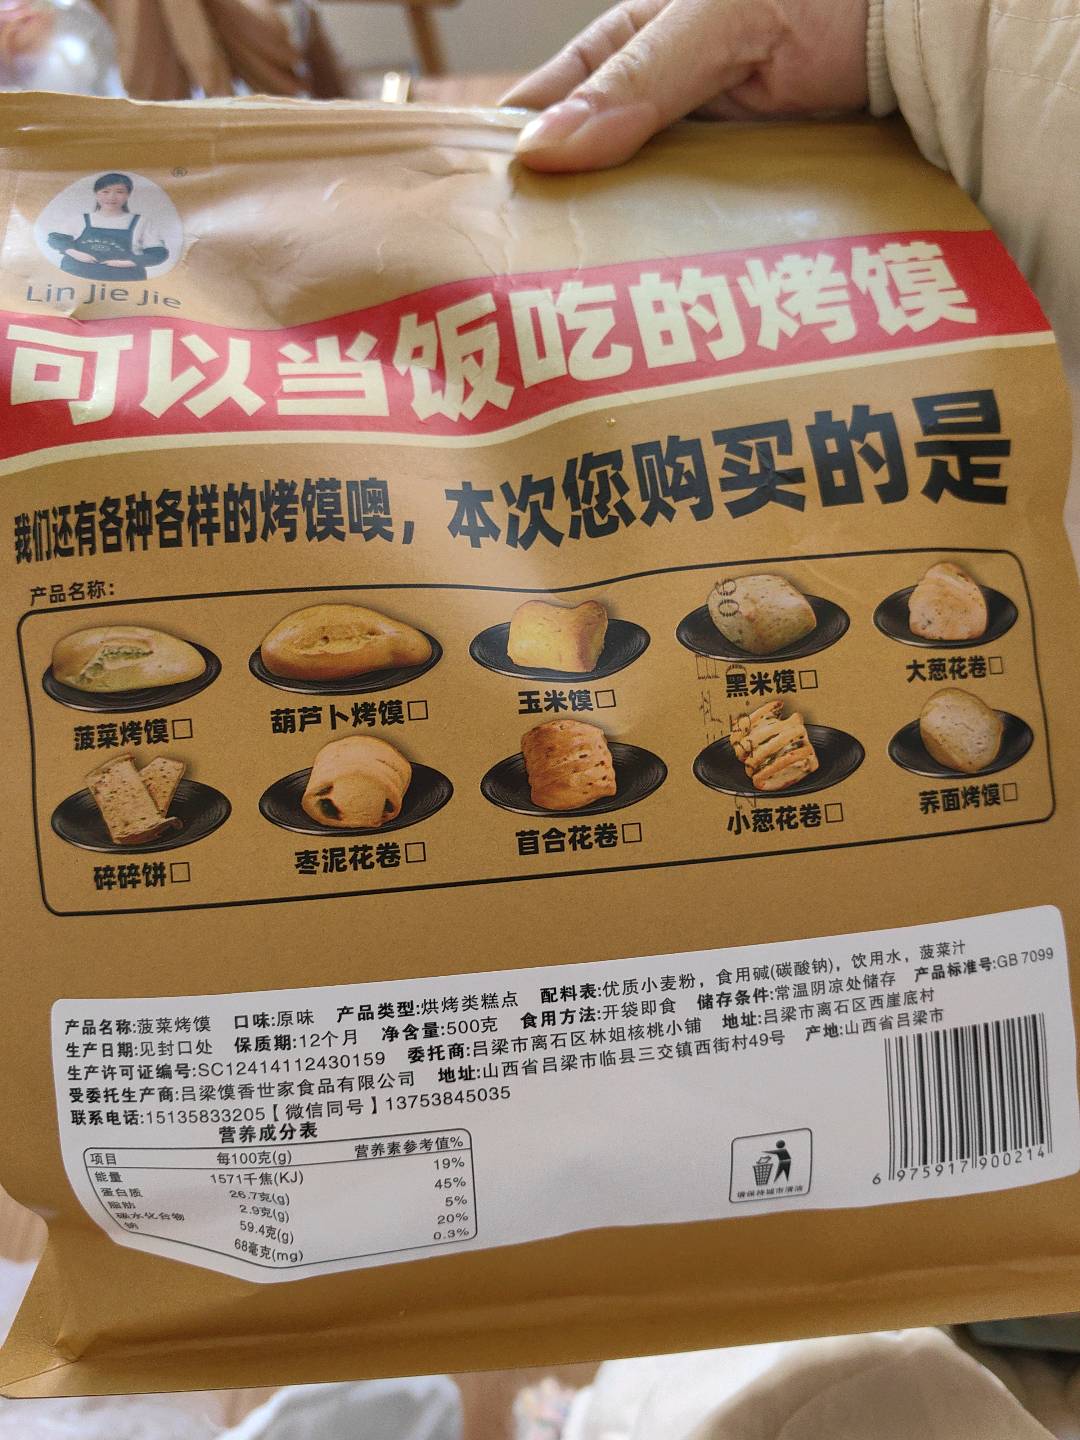 ®
Lin Jie Jie
可以当饭吃的烤馍
我们还有各种各样的烤馍噢，本次您购买的是
产品名称：
菠菜烤馍□ 葫芦卜烤馍□ 玉米馍□ 黑米馍□ 大葱花卷□
碎碎饼□ 枣泥花卷□ 苜合花卷□ 小葱花卷□ 荞面烤馍□
产品名称:菠菜烤馍 口味:原味 产品类型:烘烤类糕点 配料表:优质小麦粉，食用碱(碳酸钠)，饮用水，菠菜汁
生产日期:见封口处 保质期:12个月 净含量:500克 食用方法:开袋即食 储存条件:常温阴凉处储存 产品标准号:GB 7099
生产许可证编号:SC12414112430159 委托商:吕梁市离石区林姐核桃小铺 地址:吕梁市离石区西崖底村
受委托生产商:吕梁馍香世家食品有限公司 地址:山西省吕梁市临县三交镇西街村49号 产地:山西省吕梁市
联系电话:15135833205【微信同号】13753845035
营养成分表
项目 每100克(g) 营养素参考值%
能量 1571千焦(KJ) 19%
蛋白质 26.7克(g) 45%
脂肪 2.9克(g) 5%
碳水化合物 59.4克(g) 20%
钠 68毫克(mg) 0.3%
请保持城市清洁
6 975917 900214